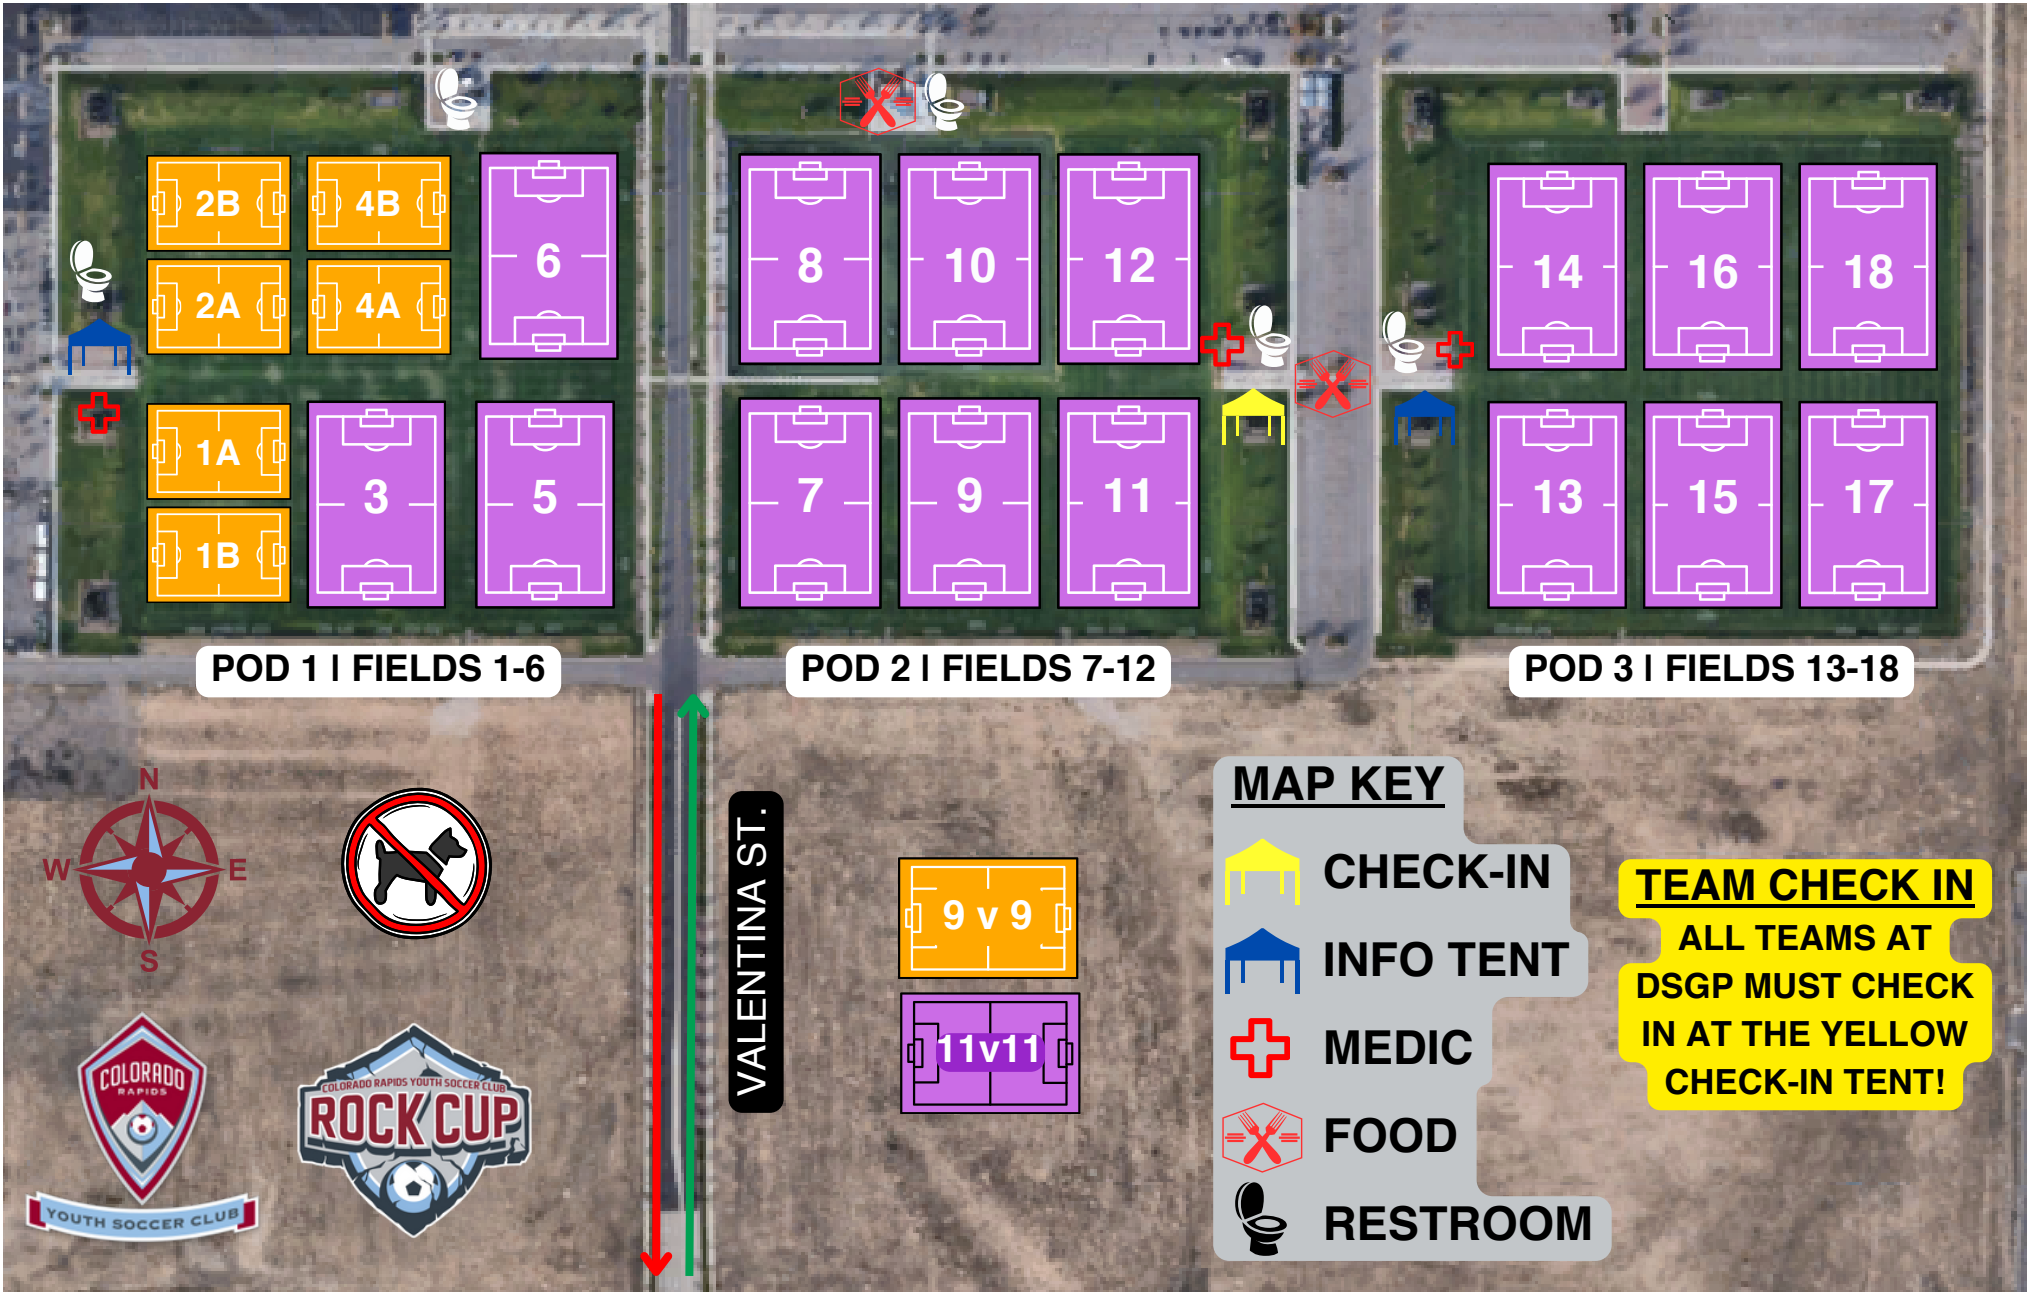 2B
4B
6
8
10
12
14
16
18
2A
4A
1A
3
5
7
9
11
13
15
17
1B
POD 1 | FIELDS 1-6
POD 2 | FIELDS 7-12
POD 3 | FIELDS 13-18
N
W
E
S
VALENTINA ST.
9 v 9
11v11
MAP KEY
CHECK-IN
INFO TENT
MEDIC
FOOD
RESTROOM
TEAM CHECK IN
ALL TEAMS AT
DSGP MUST CHECK
IN AT THE YELLOW
CHECK-IN TENT!
COLORADO
RAPIDS
YOUTH SOCCER CLUB
COLORADO RAPIDS YOUTH SOCCER CLUB
ROCK CUP